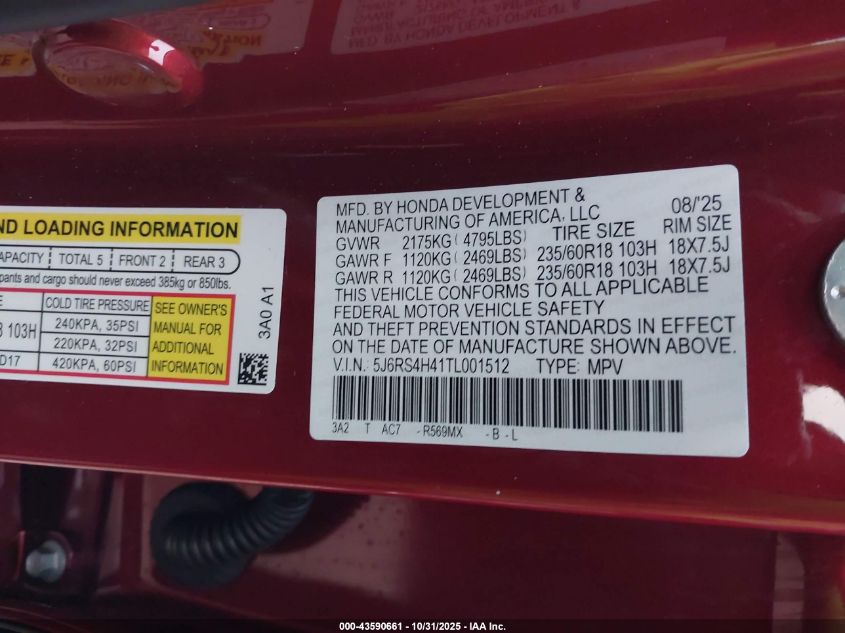 ND LOADING INFORMATION
APACITY TOTAL 5 FRONT 2 REAR 3
pants and cargo should never exceed 385kg or 850lbs.
E COLD TIRE PRESSURE SEE OWNER'S MANUAL FOR ADDITIONAL INFORMATION
8 103H 240KPA, 35PSI
220KPA, 32PSI
D17 420KPA, 60PSI
3A0 A1
MFD. BY HONDA DEVELOPMENT & 08/'25
MANUFACTURING OF AMERICA, LLC
GVWR 2175KG ( 4795LBS) TIRE SIZE RIM SIZE
GAWR F 1120KG ( 2469LBS) 235/60R18 103H 18X7.5J
GAWR R 1120KG ( 2469LBS) 235/60R18 103H 18X7.5J
THIS VEHICLE CONFORMS TO ALL APPLICABLE
FEDERAL MOTOR VEHICLE SAFETY
AND THEFT PREVENTION STANDARDS IN EFFECT
ON THE DATE OF MANUFACTURE SHOWN ABOVE.
V.I.N.: 5J6RS4H41TL001512 TYPE: MPV
3A2 T AC7 -R569MX -B-L
000-43590661 - 10/31/2025 - IAA Inc.